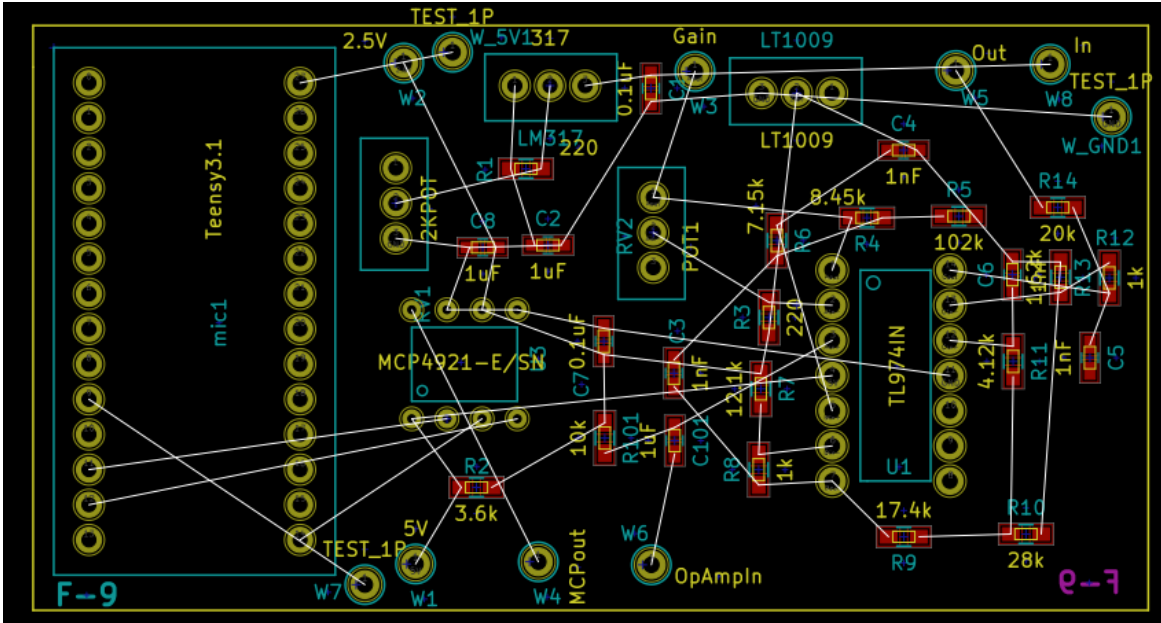 TEST_1P
2.5V
W_5V1
317
Gain
LT1009
Out
In
TEST_1P
W2
0.1uF
C1
W3
W5
W8
Teensy3.1
LM317
220
R1
LT1009
C4
W_GND1
1nF
2KPOT
RV2
POT1
7.15k
8.45k
R5
R14
C8
C2
R6
R4
102k
20k
R12
1uF
1uF
C6
R13
1k
mic1
RV1
0.1uF
R3
220
C3
MCP4921-E/SN
C7
1nF
12.1k
R7
TL974IN
4.12k
R11
1nF
C5
10k
R101
1uF
C101
R8
1k
U1
R2
3.6k
17.4k
R10
5V
W6
TEST_1P
R9
28k
F-9
W7
W1
W4
MCPout
OpAmpIn
F-9